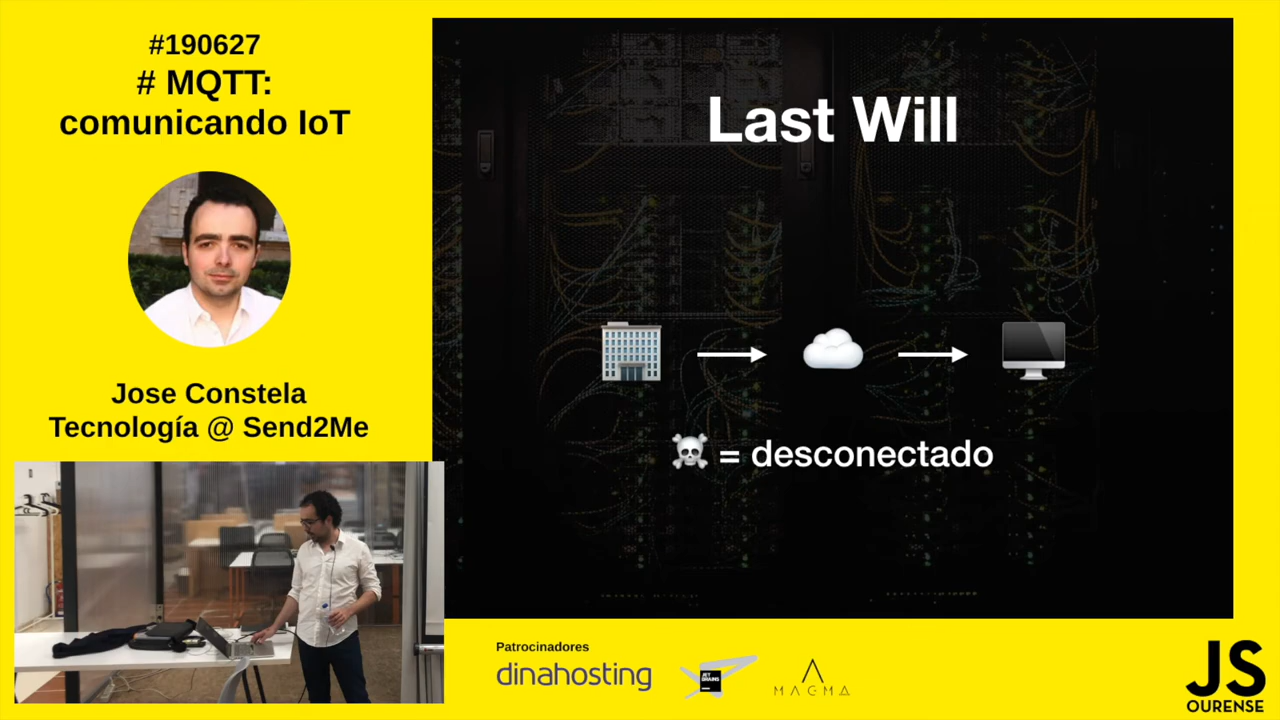 #190627
# MQTT:
comunicando IoT
Jose Constela
Tecnología @ Send2Me
Last Will
☠️ = desconectado
Patrocinadores
dinahosting
JET
BRAINS
MAGMA
JS
OURENSE